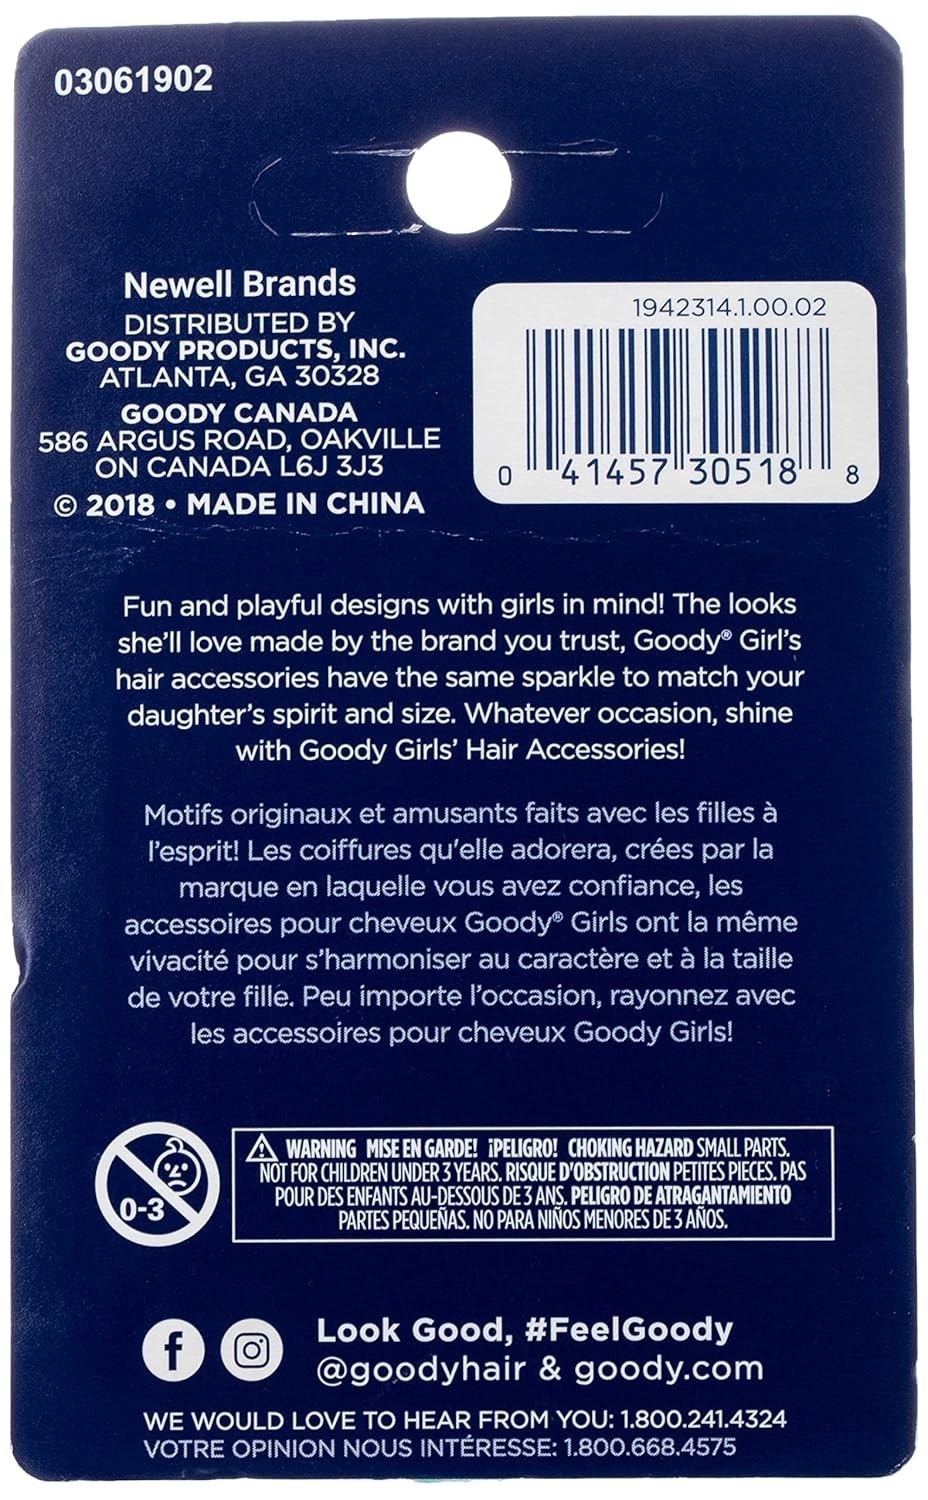 03061902
Newell Brands
DISTRIBUTED BY
GOODY PRODUCTS, INC.
ATLANTA, GA 30328
GOODY CANADA
586 ARGUS ROAD, OAKVILLE
ON CANADA L6J 3J3
© 2018 • MADE IN CHINA
1942314.1.00.02
0 41457 30518 8
Fun and playful designs with girls in mind! The looks
she'll love made by the brand you trust, Goody® Girl's
hair accessories have the same sparkle to match your
daughter's spirit and size. Whatever occasion, shine
with Goody Girls' Hair Accessories!
Motifs originaux et amusants faits avec les filles à
l'esprit! Les coiffures qu'elle adorera, crées par la
marque en laquelle vous avez confiance, les
accessoires pour cheveux Goody® Girls ont la même
vivacité pour s'harmoniser au caractère et à la taille
de votre fille. Peu importe l'occasion, rayonnez avec
les accessoires pour cheveux Goody Girls!
0-3
WARNING MISE EN GARDE! ¡PELIGRO! CHOKING HAZARD SMALL PARTS.
NOT FOR CHILDREN UNDER 3 YEARS. RISQUE D'OBSTRUCTION PETITES PIECES. PAS
POUR DES ENFANTS AU-DESSOUS DE 3 ANS. PELIGRO DE ATRAGANTAMIENTO
PARTES PEQUEÑAS. NO PARA NIÑOS MENORES DE 3 AÑOS.
Look Good, #FeelGoody
@goodyhair & goody.com
WE WOULD LOVE TO HEAR FROM YOU: 1.800.241.4324
VOTRE OPINION NOUS INTÉRESSE: 1.800.668.4575